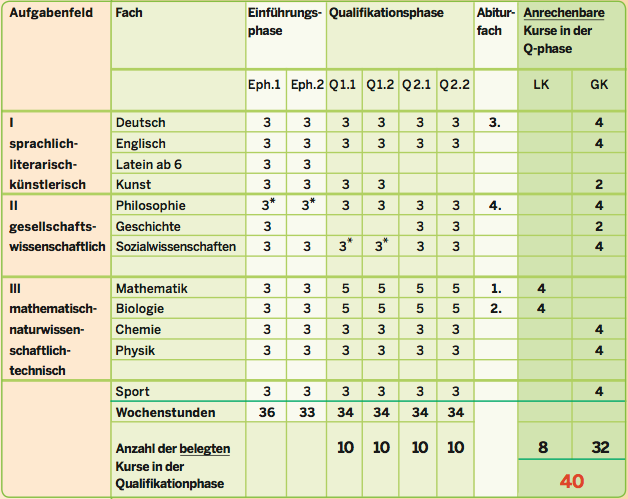 Aufgabenfeld Fach Einführungs- Qualifikationsphase Abitur- Anrechenbare
phase fach Kurse in der
Q-phase
Eph.1 Eph.2 Q1.1 Q1.2 Q2.1 Q2.2 LK GK
I Deutsch 3 3 3 3 3 3 3. 4
sprachlich- Englisch 3 3 3 3 3 3 4
literarisch- Latein ab 6 3 3
künstlerisch Kunst 3 3 3 3 2
II Philosophie 3* 3* 3 3 3 3 4. 4
gesellschafts- Geschichte 3 3 3 2
wissenschaftlich Sozialwissenschaften 3 3 3* 3* 3 3 4
III Mathematik 3 3 5 5 5 5 1. 4
mathematisch- Biologie 3 3 5 5 5 5 2. 4
naturwissen- Chemie 3 3 3 3 3 3 4
schaftlich- Physik 3 3 3 3 3 3 4
technisch
Sport 3 3 3 3 3 3 4
Wochenstunden 36 33 34 34 34 34
Anzahl der belegten 10 10 10 10 8 32
Kurse in der
Qualifikationphase 40